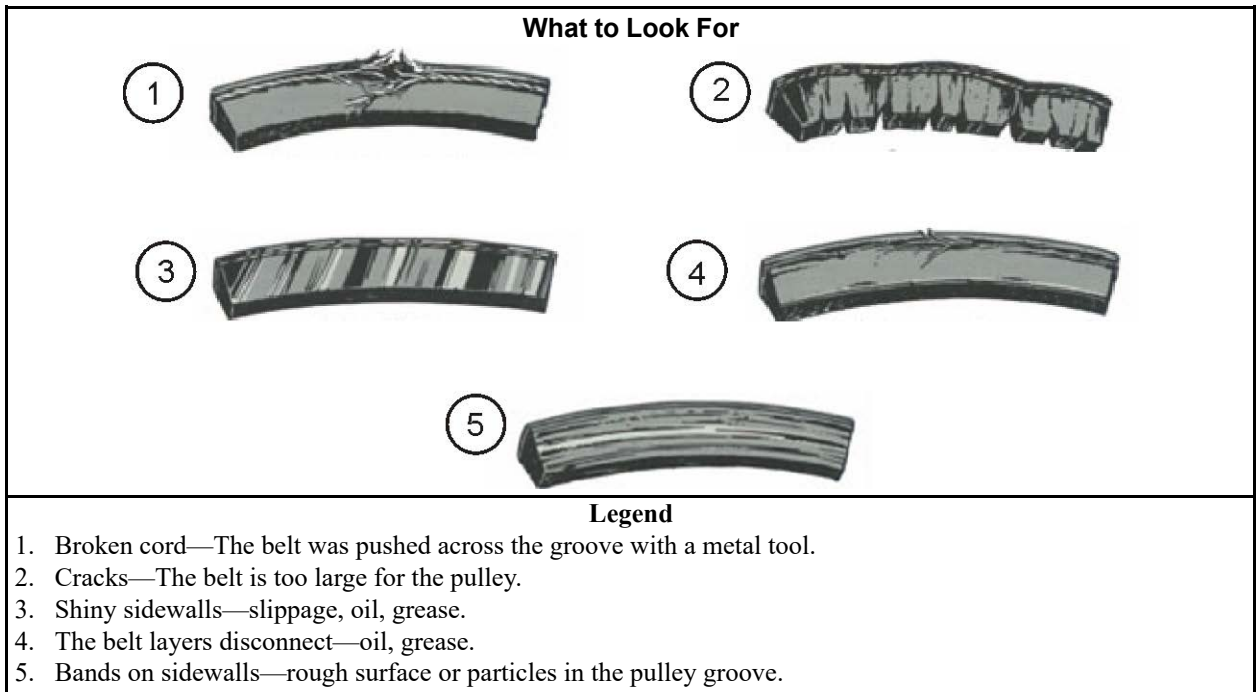 What to Look For
1
2
3
4
5
Legend
1. Broken cord—The belt was pushed across the groove with a metal tool.
2. Cracks—The belt is too large for the pulley.
3. Shiny sidewalls—slippage, oil, grease.
4. The belt layers disconnect—oil, grease.
5. Bands on sidewalls—rough surface or particles in the pulley groove.